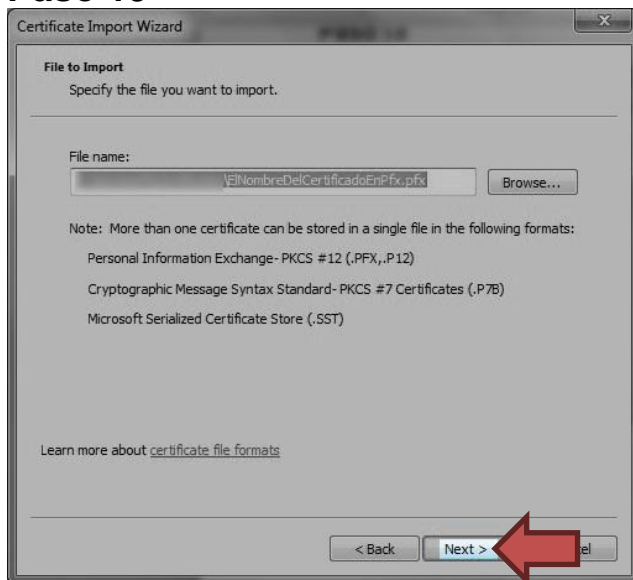 Certificate Import Wizard
File to Import
Specify the file you want to import.
File name:
\ElNombreDelCertificadoEnPfx.pfx
Browse...
Note: More than one certificate can be stored in a single file in the following formats:
Personal Information Exchange- PKCS #12 (.PFX,.P12)
Cryptographic Message Syntax Standard- PKCS #7 Certificates (.P7B)
Microsoft Serialized Certificate Store (.SST)
Learn more about certificate file formats
< Back Next >